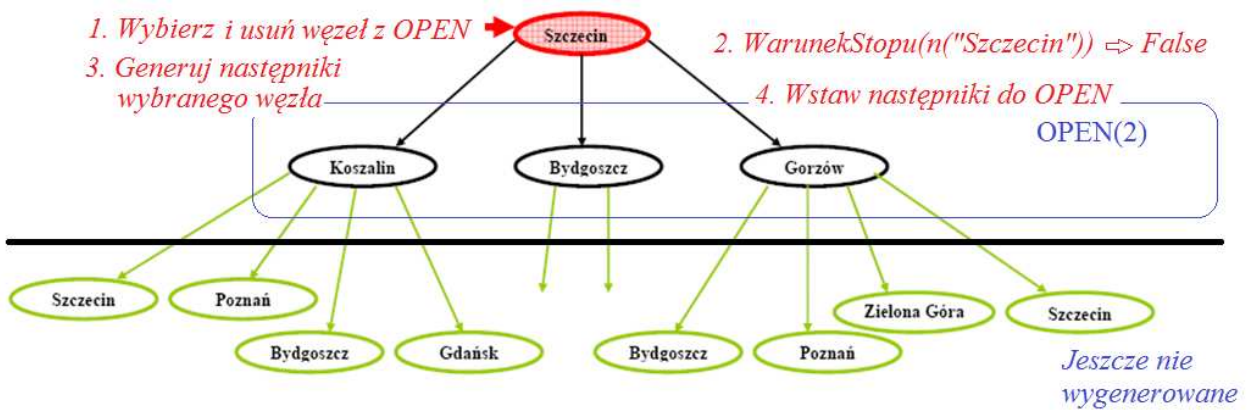 1. Wybierz i usuń węzeł z OPEN
Szczecin
2. WarunekStopu(n("Szczecin")) ⇨ False
3. Generuj następniki
wybranego węzła
4. Wstaw następniki do OPEN
OPEN(2)
Koszalin
Bydgoszcz
Gorzów
Szczecin
Poznań
Zielona Góra
Szczecin
Bydgoszcz
Gdańsk
Bydgoszcz
Poznań
Jeszcze nie
wygenerowane